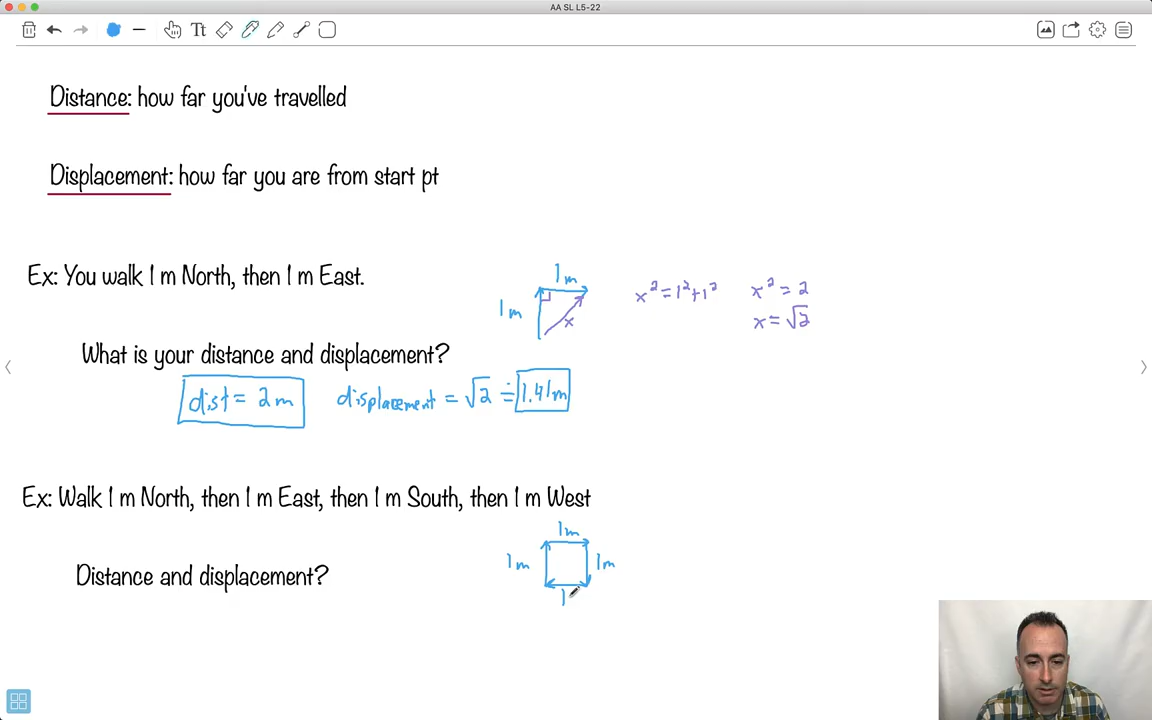 AA SL L5-22
Tt
Distance: how far you've travelled
Displacement: how far you are from start pt
Ex: You walk 1 m North, then 1 m East.
1m
1m
x
x² = 1² + 1²
x² = 2
x = √2
What is your distance and displacement?
dist = 2m
displacement = √2 ≐ 1.41m
Ex: Walk 1 m North, then 1 m East, then 1 m South, then 1 m West
1m
1m
1m
1
Distance and displacement?